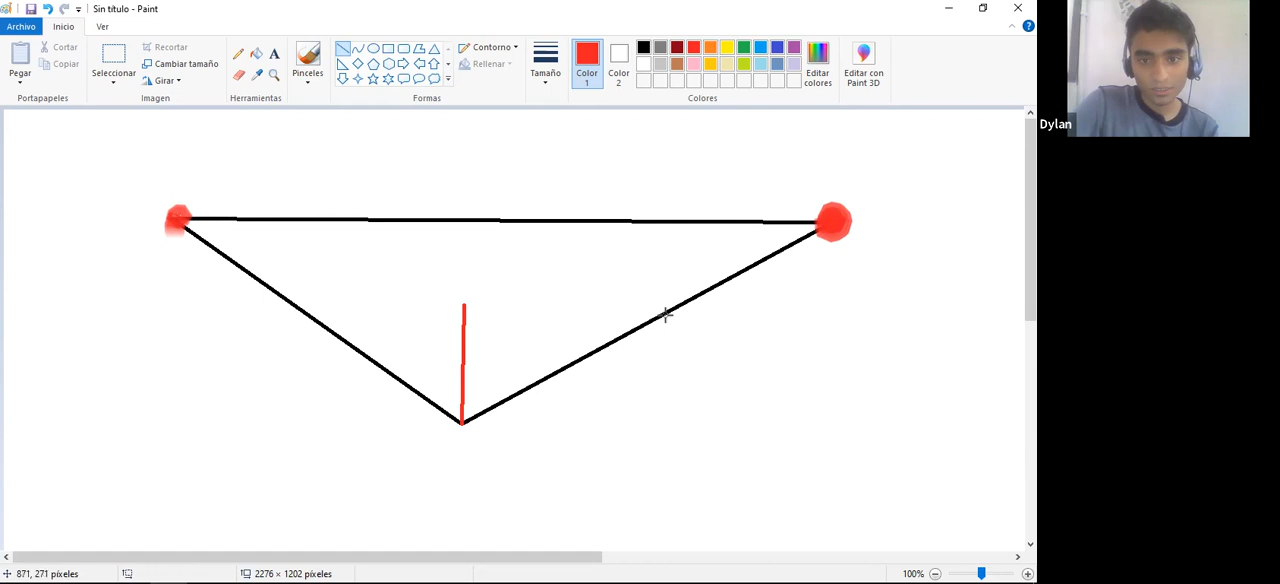 Sin título - Paint
Archivo Inicio Ver
Pegar
Cortar
Copiar
Portapapeles
Seleccionar
Recortar
Cambiar tamaño
Girar
Imagen
A
Herramientas
Pinceles
Contorno
Rellenar
Formas
Tamaño
Color
1
Color
2
Editar
colores
Colores
Editar con
Paint 3D
Dylan
871, 271 píxeles
2276 × 1202 píxeles
100%